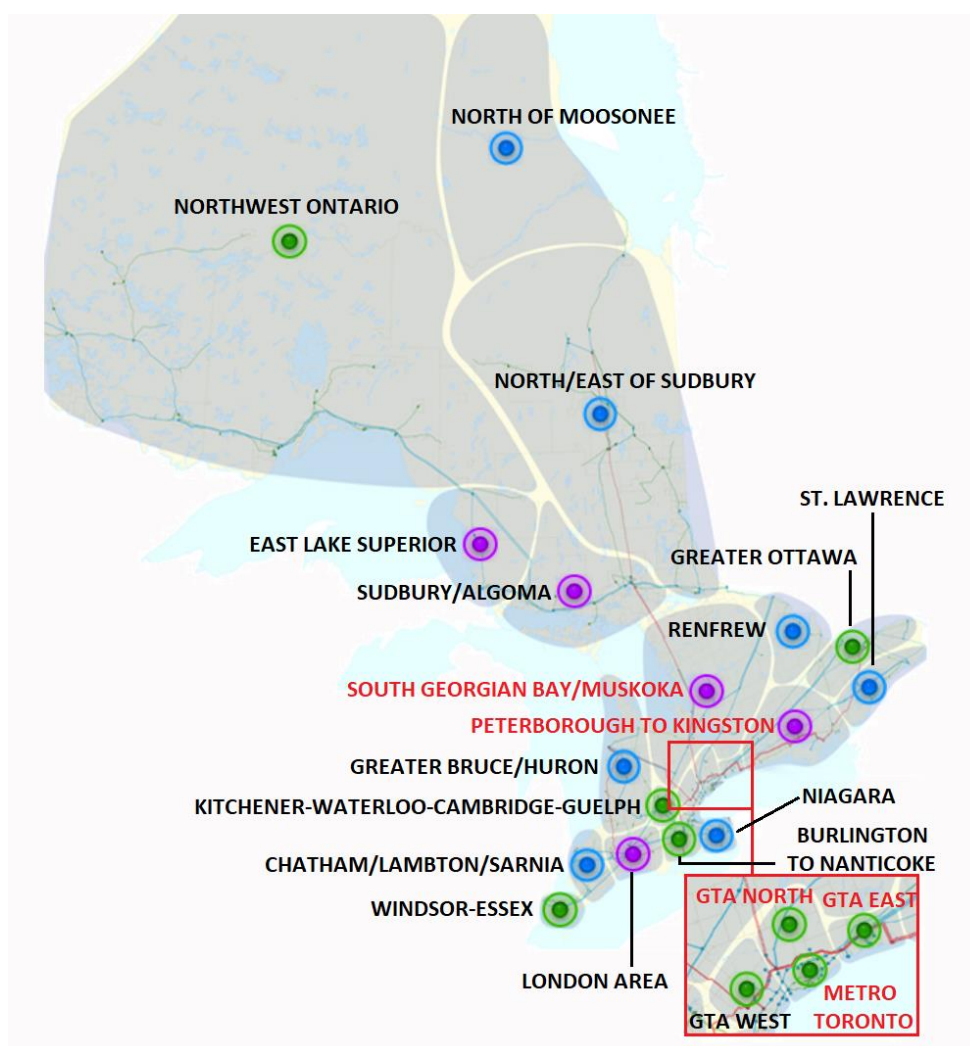 NORTH OF MOOSONEE
NORTHWEST ONTARIO
NORTH/EAST OF SUDBURY
ST. LAWRENCE
EAST LAKE SUPERIOR
GREATER OTTAWA
SUDBURY/ALGOMA
RENFREW
SOUTH GEORGIAN BAY/MUSKOKA
PETERBOROUGH TO KINGSTON
GREATER BRUCE/HURON
KITCHENER-WATERLOO-CAMBRIDGE-GUELPH
NIAGARA
BURLINGTON
TO NANTICOKE
CHATHAM/LAMBTON/SARNIA
WINDSOR-ESSEX
GTA NORTH
GTA EAST
LONDON AREA
METRO
TORONTO
GTA WEST